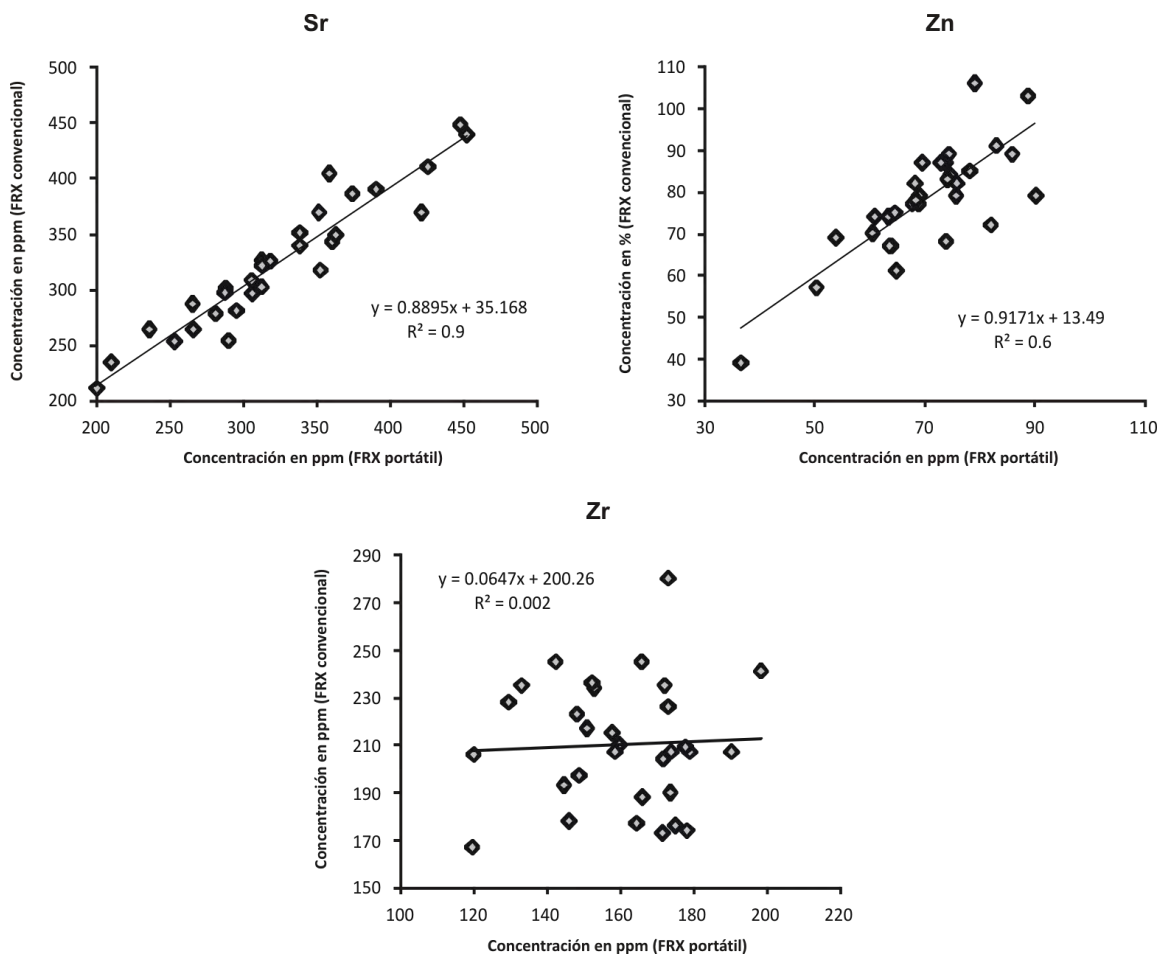 Sr
Concentración en ppm (FRX convencional)
500
450
400
350
300
250
200
y = 0.8895x + 35.168
R² = 0.9
200 250 300 350 400 450 500
Concentración en ppm (FRX portátil)
Zn
Concentración en % (FRX convencional)
110
100
90
80
70
60
50
40
30
y = 0.9171x + 13.49
R² = 0.6
30 50 70 90 110
Concentración en ppm (FRX portátil)
Zr
Concentración en ppm (FRX convencional)
290
270
250
230
210
190
170
150
y = 0.0647x + 200.26
R² = 0.002
100 120 140 160 180 200 220
Concentración en ppm (FRX portátil)